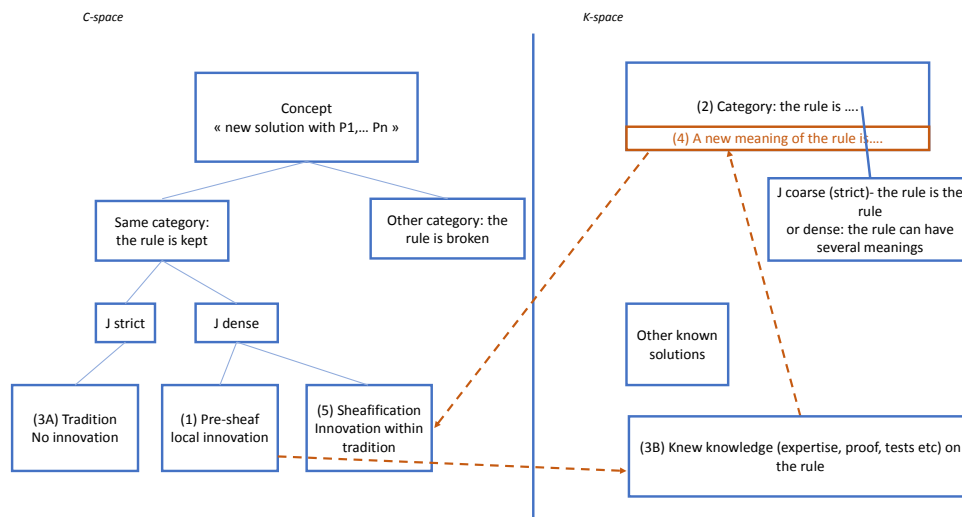 C-space
K-space
Concept
« new solution with P1,... Pn »
(2) Category: the rule is ....
(4) A new meaning of the rule is....
J coarse (strict)- the rule is the
rule
or dense: the rule can have
several meanings
Same category:
the rule is kept
Other category: the
rule is broken
J strict
J dense
Other known
solutions
(3A) Tradition
No innovation
(1) Pre-sheaf
local innovation
(5) Sheafification
Innovation within
tradition
(3B) Knew knowledge (expertise, proof, tests etc) on
the rule